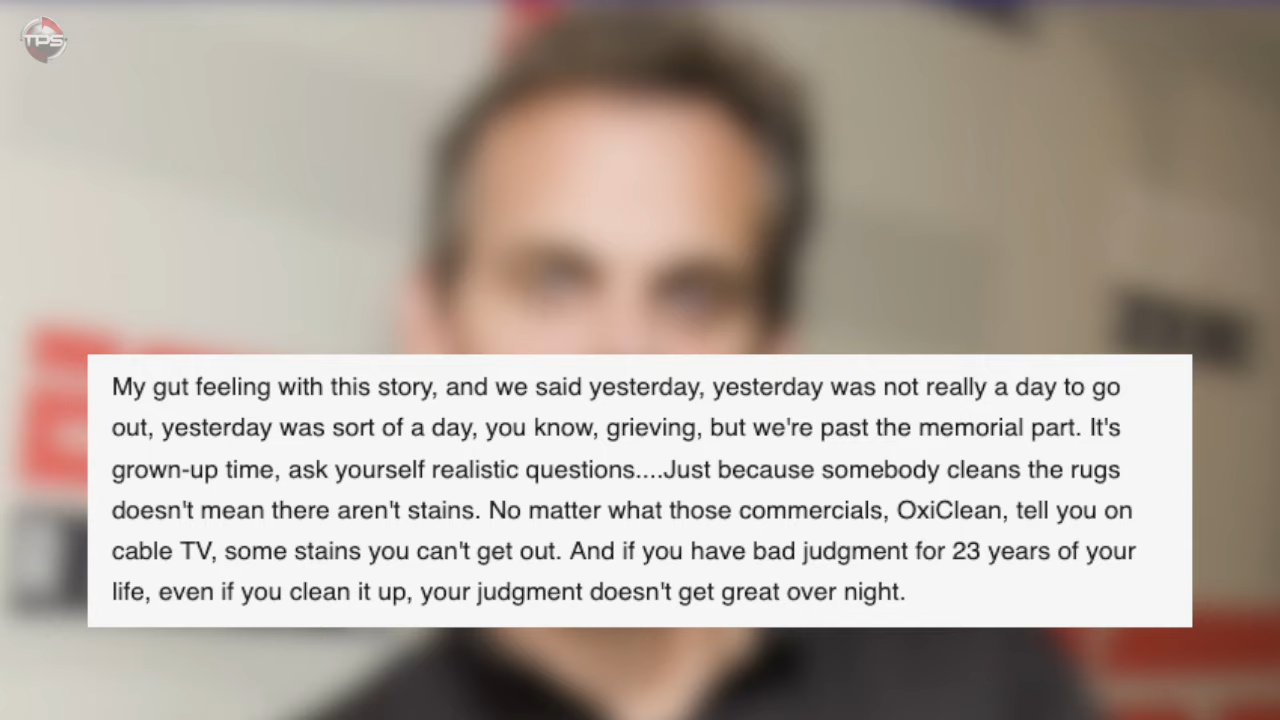 TPS
My gut feeling with this story, and we said yesterday, yesterday was not really a day to go
out, yesterday was sort of a day, you know, grieving, but we're past the memorial part. It's
grown-up time, ask yourself realistic questions....Just because somebody cleans the rugs
doesn't mean there aren't stains. No matter what those commercials, OxiClean, tell you on
cable TV, some stains you can't get out. And if you have bad judgment for 23 years of your
life, even if you clean it up, your judgment doesn't get great over night.